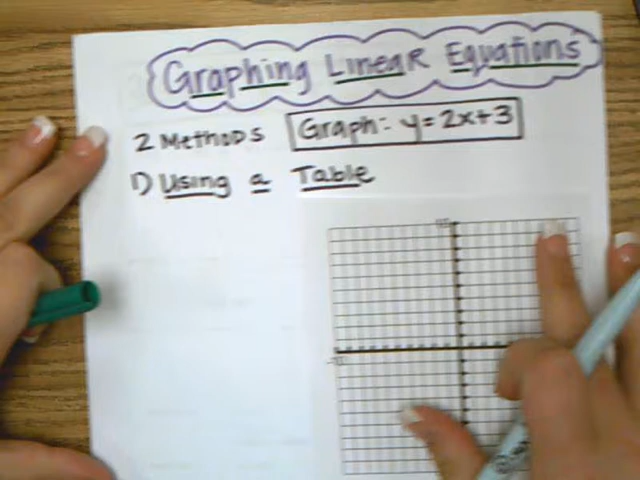 Graphing Linear Equations
2 Methods Graph: y=2x+3
1) Using a Table